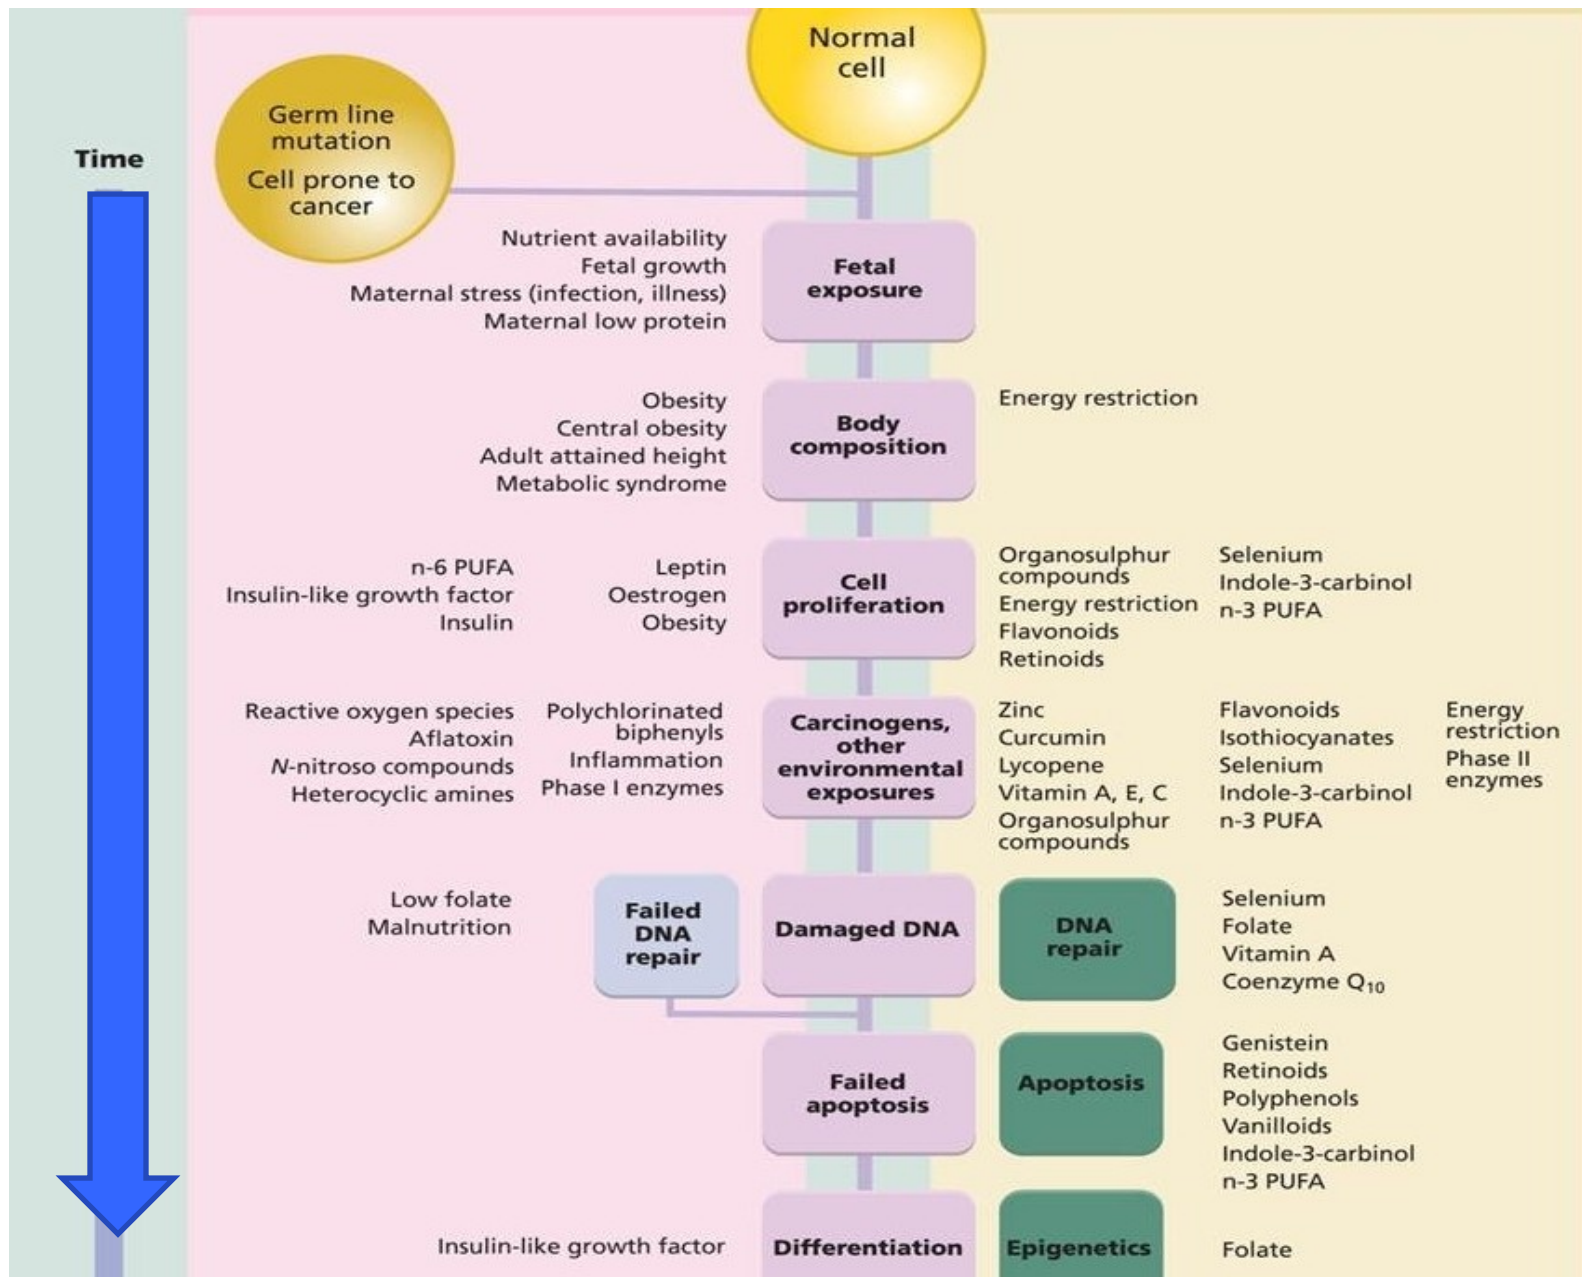 Normal
cell
Germ line
mutation
Cell prone to
cancer
Time
Nutrient availability
Fetal growth
Maternal stress (infection, illness)
Maternal low protein
Fetal
exposure
Obesity
Central obesity
Adult attained height
Metabolic syndrome
Body
composition
Energy restriction
n-6 PUFA
Insulin-like growth factor
Insulin
Leptin
Oestrogen
Obesity
Cell
proliferation
Organosulphur
compounds
Energy restriction
Flavonoids
Retinoids
Selenium
Indole-3-carbinol
n-3 PUFA
Reactive oxygen species
Aflatoxin
N-nitroso compounds
Heterocyclic amines
Polychlorinated
biphenyls
Inflammation
Phase I enzymes
Carcinogens,
other
environmental
exposures
Zinc
Curcumin
Lycopene
Vitamin A, E, C
Organosulphur
compounds
Flavonoids
Isothiocyanates
Selenium
Indole-3-carbinol
n-3 PUFA
Energy
restriction
Phase II
enzymes
Low folate
Malnutrition
Failed
DNA
repair
Damaged DNA
DNA
repair
Selenium
Folate
Vitamin A
Coenzyme Q₁₀
Failed
apoptosis
Apoptosis
Genistein
Retinoids
Polyphenols
Vanilloids
Indole-3-carbinol
n-3 PUFA
Insulin-like growth factor
Differentiation
Epigenetics
Folate